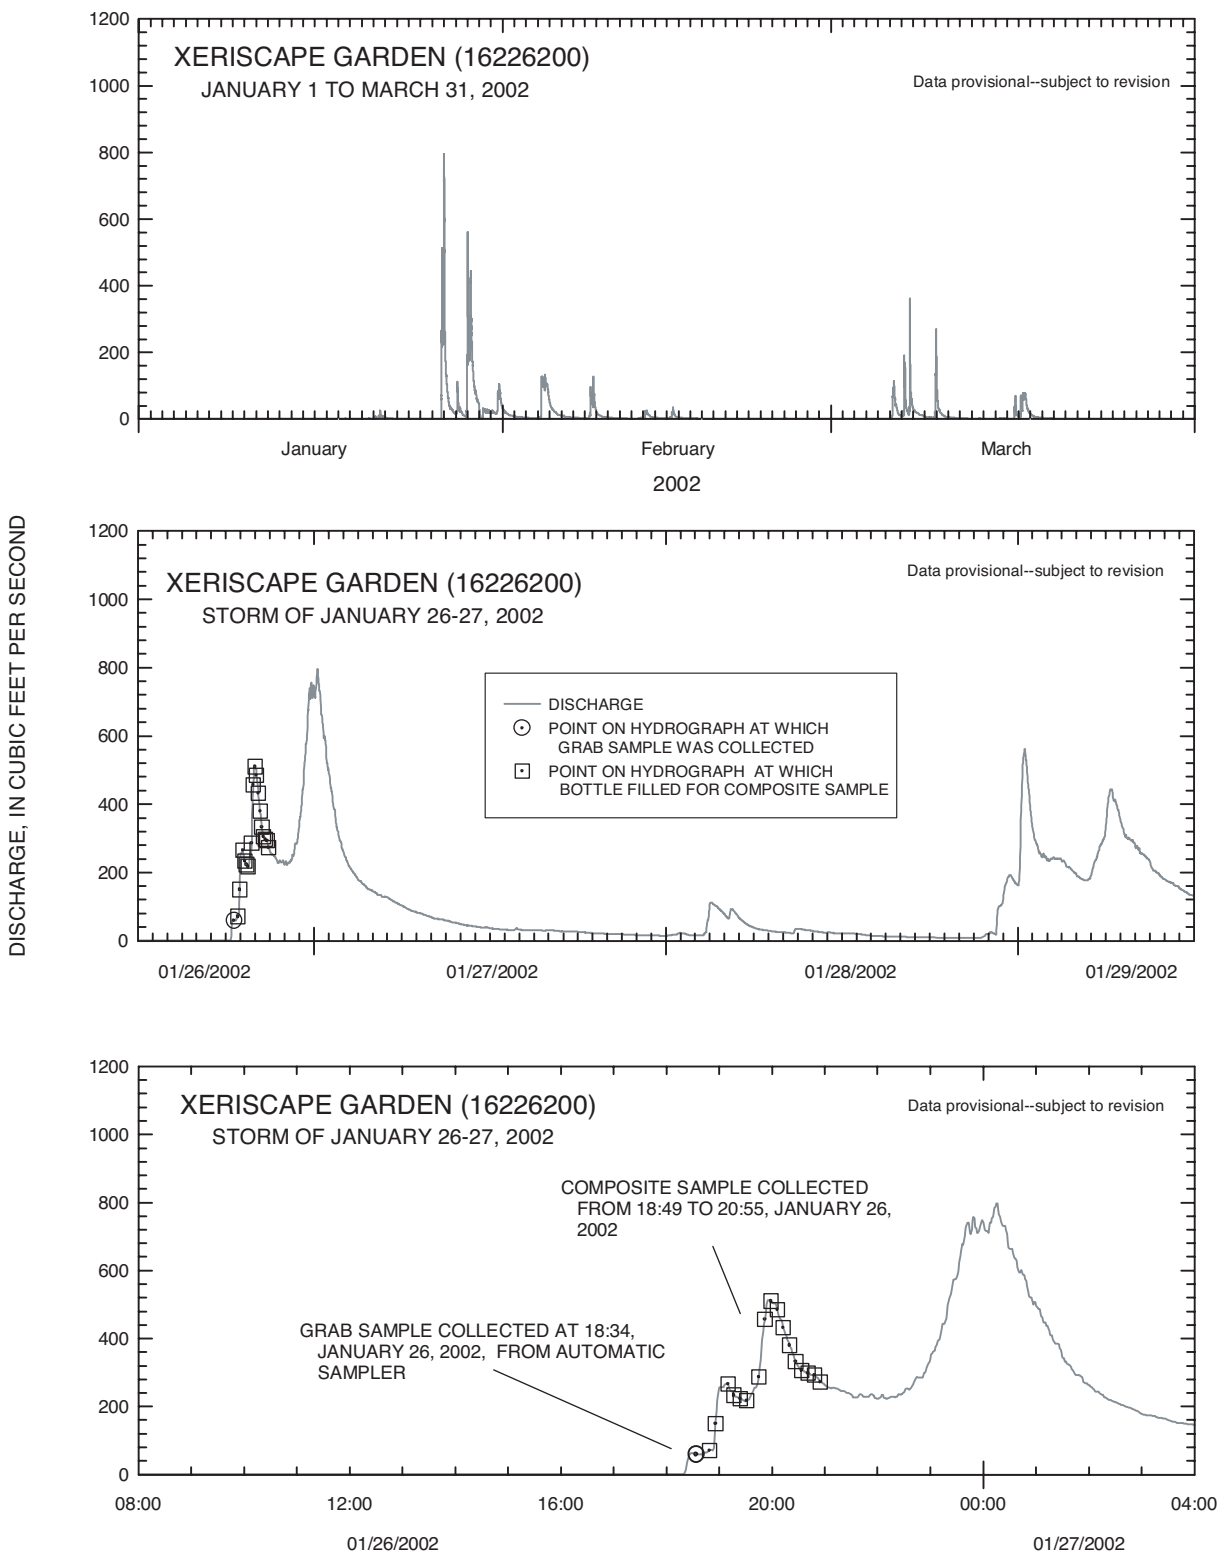 DISCHARGE, IN CUBIC FEET PER SECOND
XERISCAPE GARDEN (16226200)
JANUARY 1 TO MARCH 31, 2002
Data provisional--subject to revision
1200
1000
800
600
400
200
0
January
February
March
2002
XERISCAPE GARDEN (16226200)
STORM OF JANUARY 26-27, 2002
Data provisional--subject to revision
DISCHARGE
POINT ON HYDROGRAPH AT WHICH
GRAB SAMPLE WAS COLLECTED
POINT ON HYDROGRAPH AT WHICH
BOTTLE FILLED FOR COMPOSITE SAMPLE
1200
1000
800
600
400
200
0
01/26/2002
01/27/2002
01/28/2002
01/29/2002
XERISCAPE GARDEN (16226200)
STORM OF JANUARY 26-27, 2002
Data provisional--subject to revision
COMPOSITE SAMPLE COLLECTED
FROM 18:49 TO 20:55, JANUARY 26,
2002
GRAB SAMPLE COLLECTED AT 18:34,
JANUARY 26, 2002, FROM AUTOMATIC
SAMPLER
1200
1000
800
600
400
200
0
08:00
12:00
16:00
20:00
00:00
04:00
01/26/2002
01/27/2002